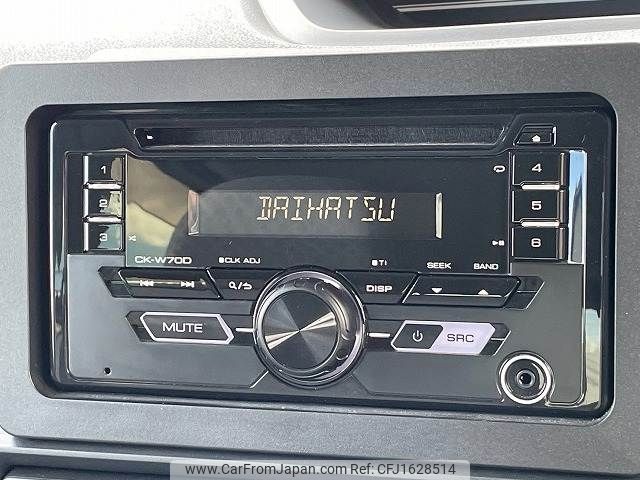 1
2
3
DAIHATSU
4
5
6
CK-W70D
CLK ADJ
TI
SEEK
BAND
DISP
MUTE
SRC
www.CarFromJapan.com - CFJ1628514